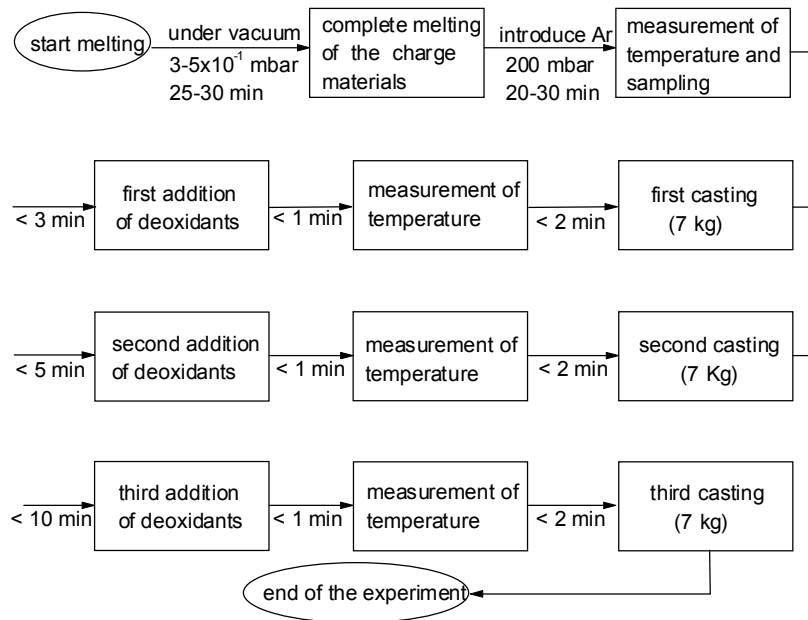 start melting
under vacuum
3-5x10⁻¹ mbar
25-30 min
complete melting
of the charge
materials
introduce Ar
200 mbar
20-30 min
measurement of
temperature and
sampling
< 3 min
first addition
of deoxidants
< 1 min
measurement of
temperature
< 2 min
first casting
(7 kg)
< 5 min
second addition
of deoxidants
< 1 min
measurement of
temperature
< 2 min
second casting
(7 Kg)
< 10 min
third addition
of deoxidants
< 1 min
measurement of
temperature
< 2 min
third casting
(7 kg)
end of the experiment